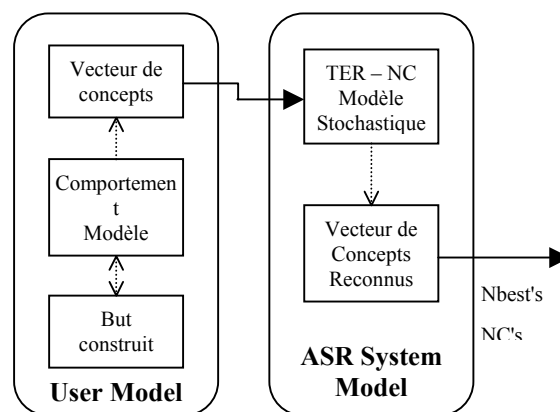 Vecteur de
concepts
Comportemen
t
Modèle
But
construit
User Model
TER – NC
Modèle
Stochastique
Vecteur de
Concepts
Reconnus
ASR System
Model
Nbest's
NC's